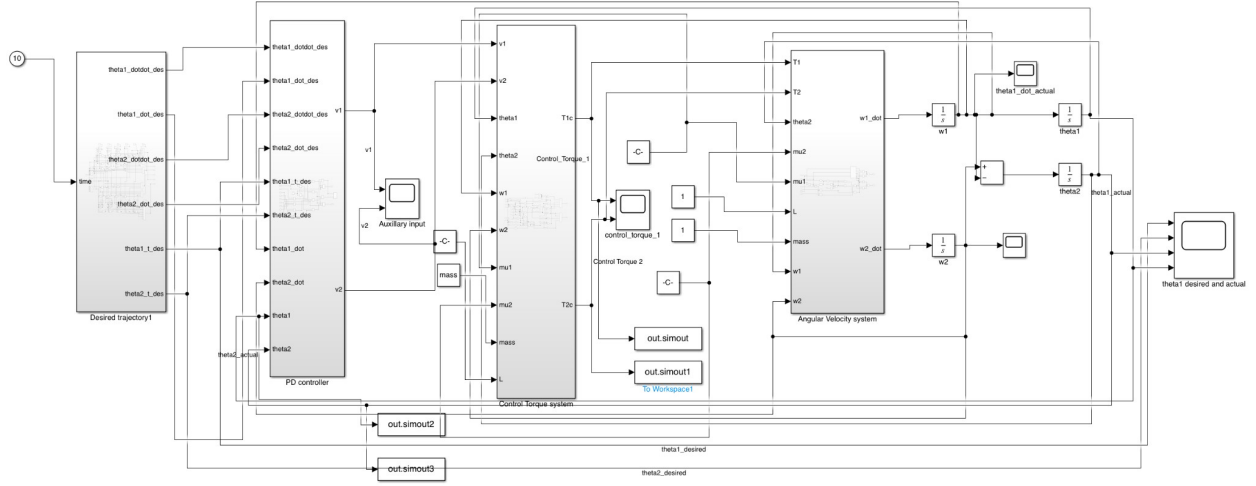 10
time
theta1_dotdot_des
theta1_dot_des
theta2_dotdot_des
theta2_dot_des
theta1_t_des
theta2_t_des
Desired trajectory1
theta1_dotdot_des
theta1_dot_des
theta2_dotdot_des
theta2_dot_des
theta1_t_des
theta2_t_des
theta1_dot
theta2_dot
theta1
theta2
v1
v2
PD controller
theta2_actual
v1
v2
Auxillary input
-C-
mass
v1
v2
theta1
theta2
w1
w2
mu1
mu2
mass
L
T1c
T2c
Control Torque system
Control_Torque_1
Control Torque 2
control_torque_1
-C-
1
1
-C-
out.simout
out.simout1
To Workspace1
out.simout2
out.simout3
T1
T2
theta2
mu2
mu1
L
mass
w1
w2
w1_dot
w2_dot
Angular Velocity system
1
s
w1
1
s
w2
theta1_dot_actual
+
−
1
s
theta1
1
s
theta2
theta1_actual
theta1 desired and actual
theta1_desired
theta2_desired